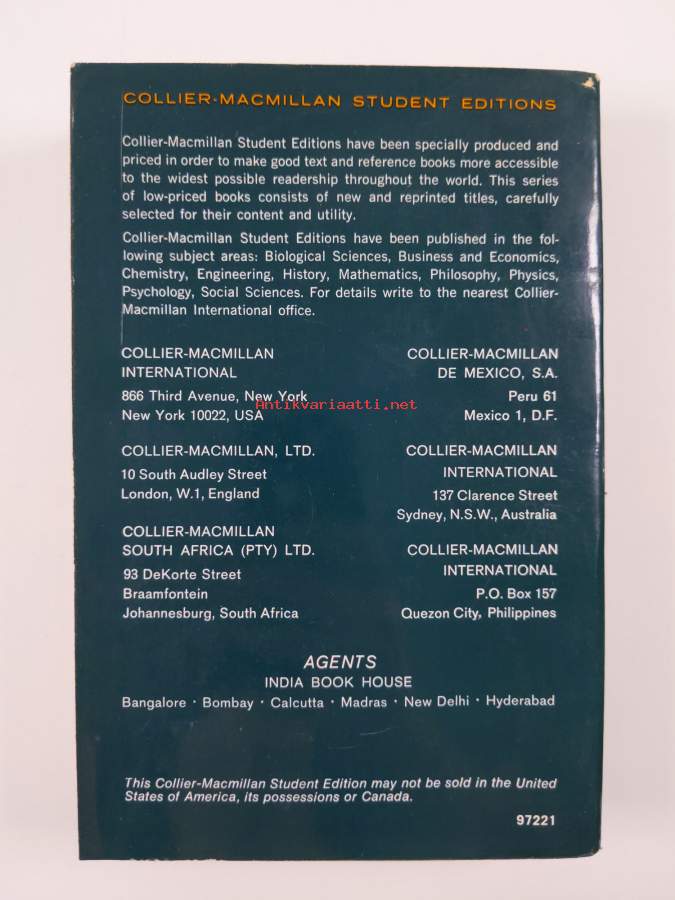 COLLIER-MACMILLAN STUDENT EDITIONS
Collier-Macmillan Student Editions have been specially produced and
priced in order to make good text and reference books more accessible
to the widest possible readership throughout the world. This series
of low-priced books consists of new and reprinted titles, carefully
selected for their content and utility.
Collier-Macmillan Student Editions have been published in the fol-
lowing subject areas: Biological Sciences, Business and Economics,
Chemistry, Engineering, History, Mathematics, Philosophy, Physics,
Psychology, Social Sciences. For details write to the nearest Collier-
Macmillan International office.
COLLIER-MACMILLAN
INTERNATIONAL
866 Third Avenue, New York
New York 10022, USA
COLLIER-MACMILLAN
DE MEXICO, S.A.
Peru 61
Mexico 1, D.F.
Antikvariaatti.net
COLLIER-MACMILLAN, LTD.
10 South Audley Street
London, W.1, England
COLLIER-MACMILLAN
INTERNATIONAL
137 Clarence Street
Sydney, N.S.W., Australia
COLLIER-MACMILLAN
SOUTH AFRICA (PTY) LTD.
93 DeKorte Street
Braamfontein
Johannesburg, South Africa
COLLIER-MACMILLAN
INTERNATIONAL
P.O. Box 157
Quezon City, Philippines
AGENTS
INDIA BOOK HOUSE
Bangalore · Bombay · Calcutta · Madras · New Delhi · Hyderabad
This Collier-Macmillan Student Edition may not be sold in the United
States of America, its possessions or Canada.
97221